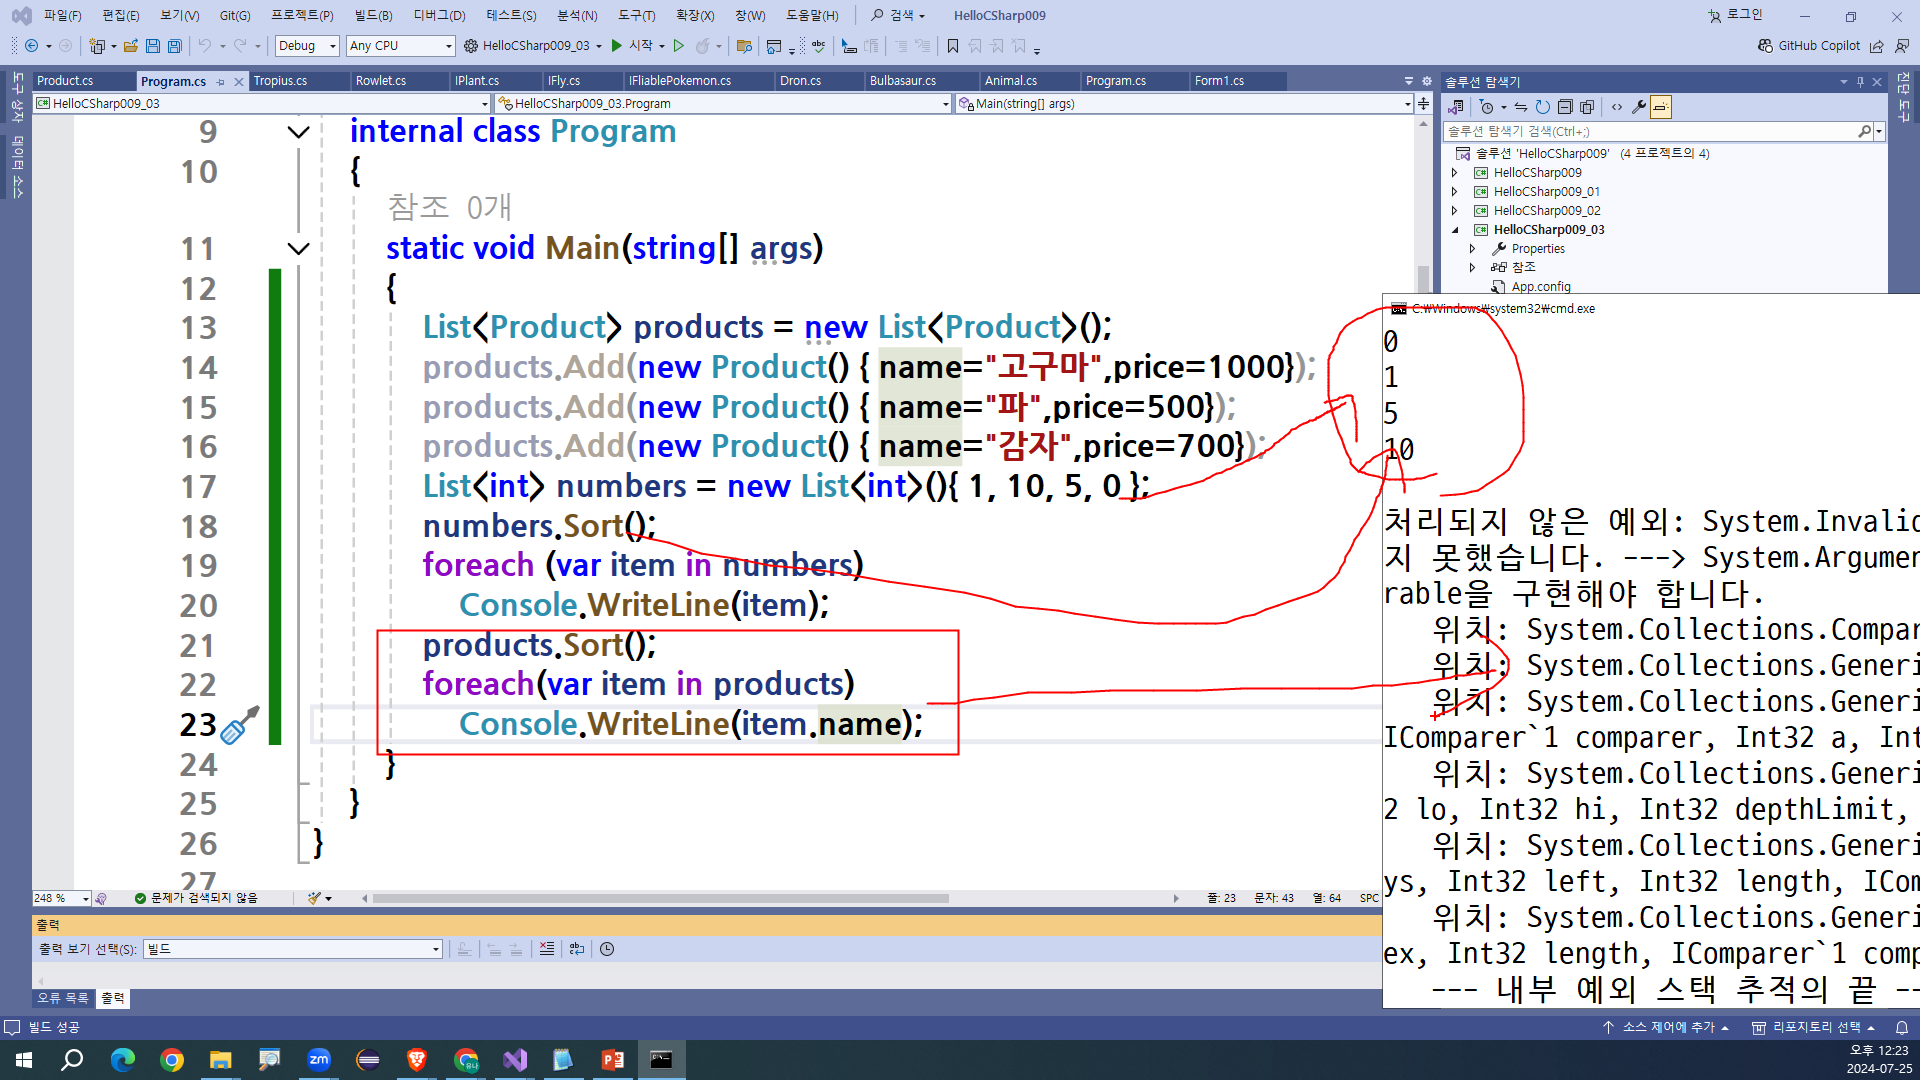 파일(F) 편집(E) 보기(V) Git(G) 프로젝트(P) 빌드(B) 디버그(D) 테스트(S) 분석(N) 도구(T) 확장(X) 창(W) 도움말(H) 검색 HelloCSharp009 로그인
Debug Any CPU HelloCSharp009_03 시작 GitHub Copilot
도구 상자
데이터 소스
Product.cs Program.cs Tropius.cs Rowlet.cs IPlant.cs IFly.cs IFliablePokemon.cs Dron.cs Bulbasaur.cs Animal.cs Program.cs Form1.cs
HelloCSharp009_03 HelloCSharp009_03.Program Main(string[] args)
9 internal class Program
10 {
참조 0개
11 static void Main(string[] args)
12 {
13 List<Product> products = new List<Product>();
14 products.Add(new Product() { name="고구마",price=1000});
15 products.Add(new Product() { name="파",price=500});
16 products.Add(new Product() { name="감자",price=700});
17 List<int> numbers = new List<int>(){ 1, 10, 5, 0 };
18 numbers.Sort();
19 foreach (var item in numbers)
20 Console.WriteLine(item);
21 products.Sort();
22 foreach(var item in products)
23 Console.WriteLine(item.name);
24 }
25 }
26 }
27
248 % 문제가 검색되지 않음 줄: 23 문자: 43 열: 64 SPC
출력
출력 보기 선택(S): 빌드
오류 목록 출력
솔루션 탐색기
솔루션 탐색기 검색(Ctrl+;)
솔루션 'HelloCSharp009' (4 프로젝트의 4)
HelloCSharp009
HelloCSharp009_01
HelloCSharp009_02
HelloCSharp009_03
Properties
참조
App.config
진단 도구
C:\Windows\system32\cmd.exe
0
1
5
10
처리되지 않은 예외: System.Invalid
지 못했습니다. ---> System.Argumen
rable을 구현해야 합니다.
위치: System.Collections.Compar
위치: System.Collections.Generi
위치: System.Collections.Generi
IComparer`1 comparer, Int32 a, Int
위치: System.Collections.Generi
2 lo, Int32 hi, Int32 depthLimit,
위치: System.Collections.Generi
ys, Int32 left, Int32 length, ICom
위치: System.Collections.Generi
ex, Int32 length, IComparer`1 comp
--- 내부 예외 스택 추적의 끝 --
빌드 성공 소스 제어에 추가 리포지토리 선택
zm
오후 12:23
2024-07-25